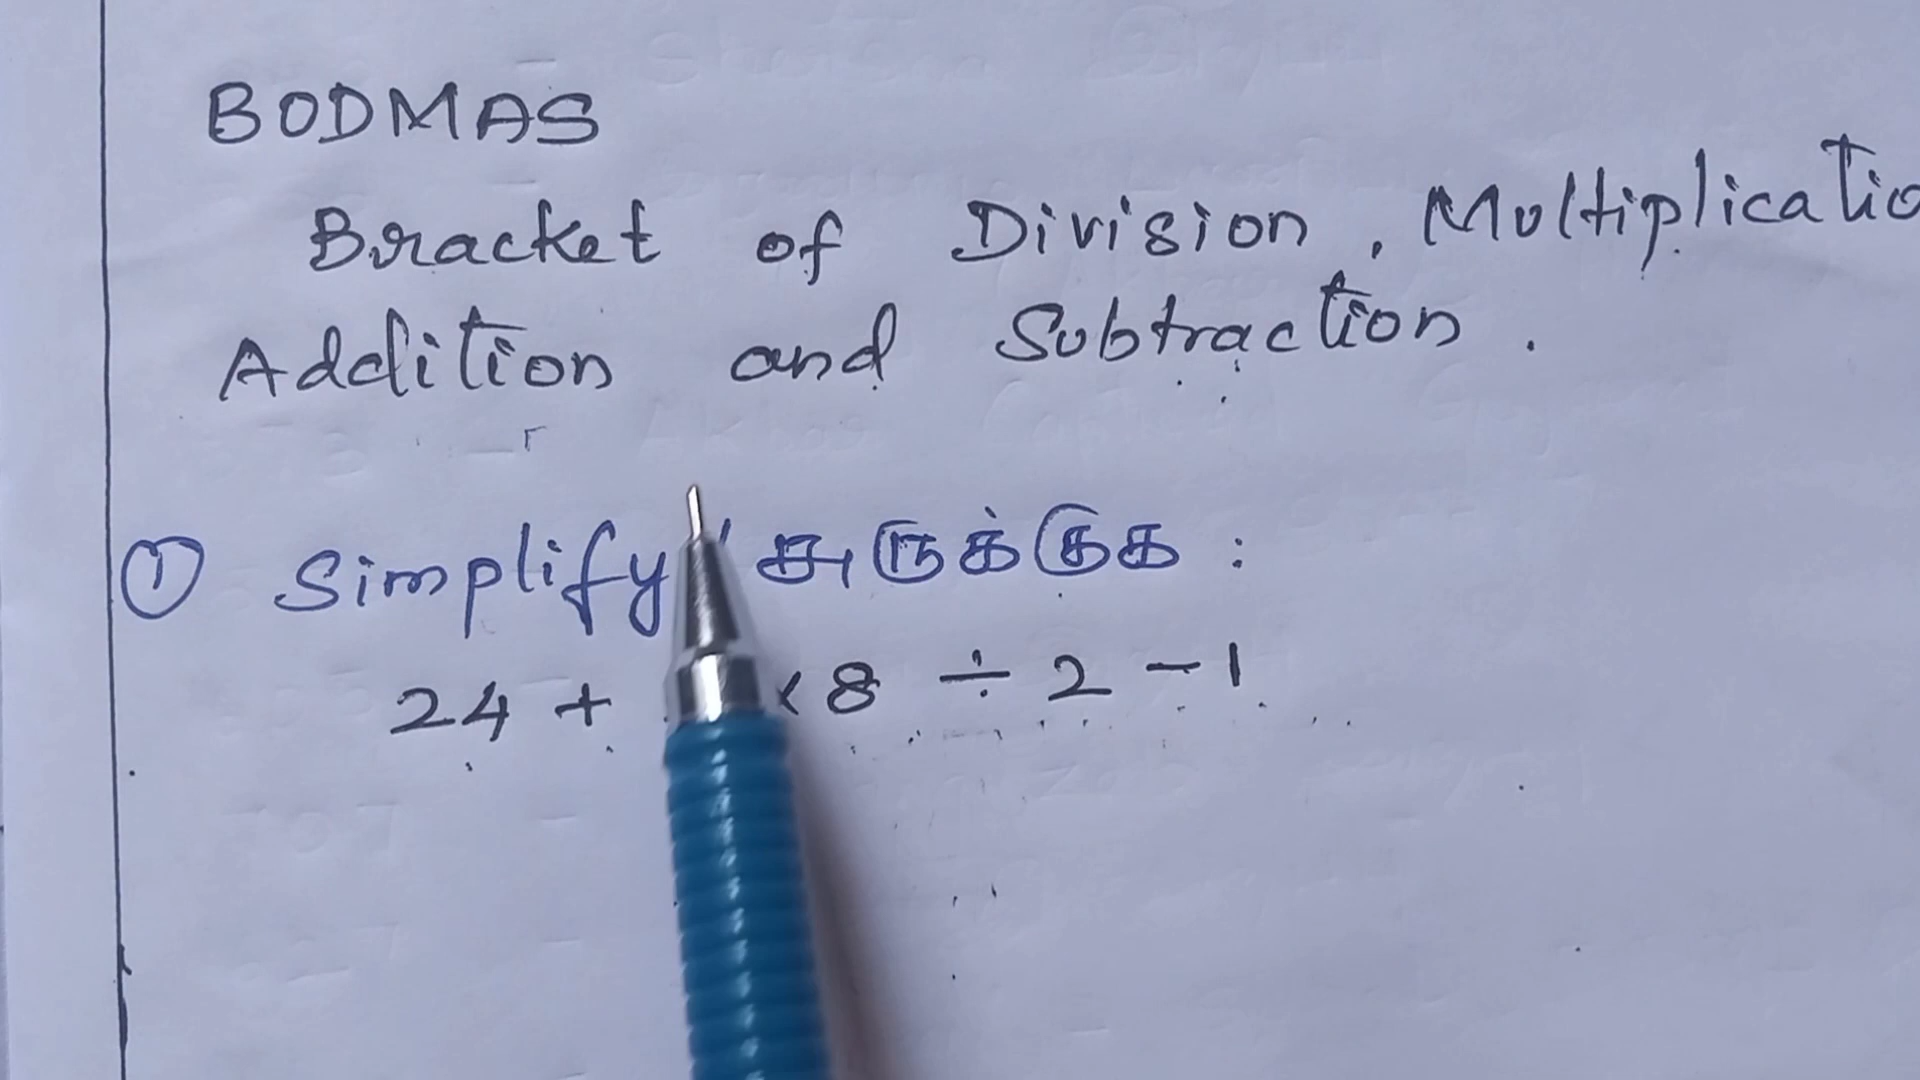 BODMAS
Bracket of Division, Multiplicatio
Addition and Subtraction.
① Simplify / சுருக்குக :
24 + × 8 ÷ 2 - 1